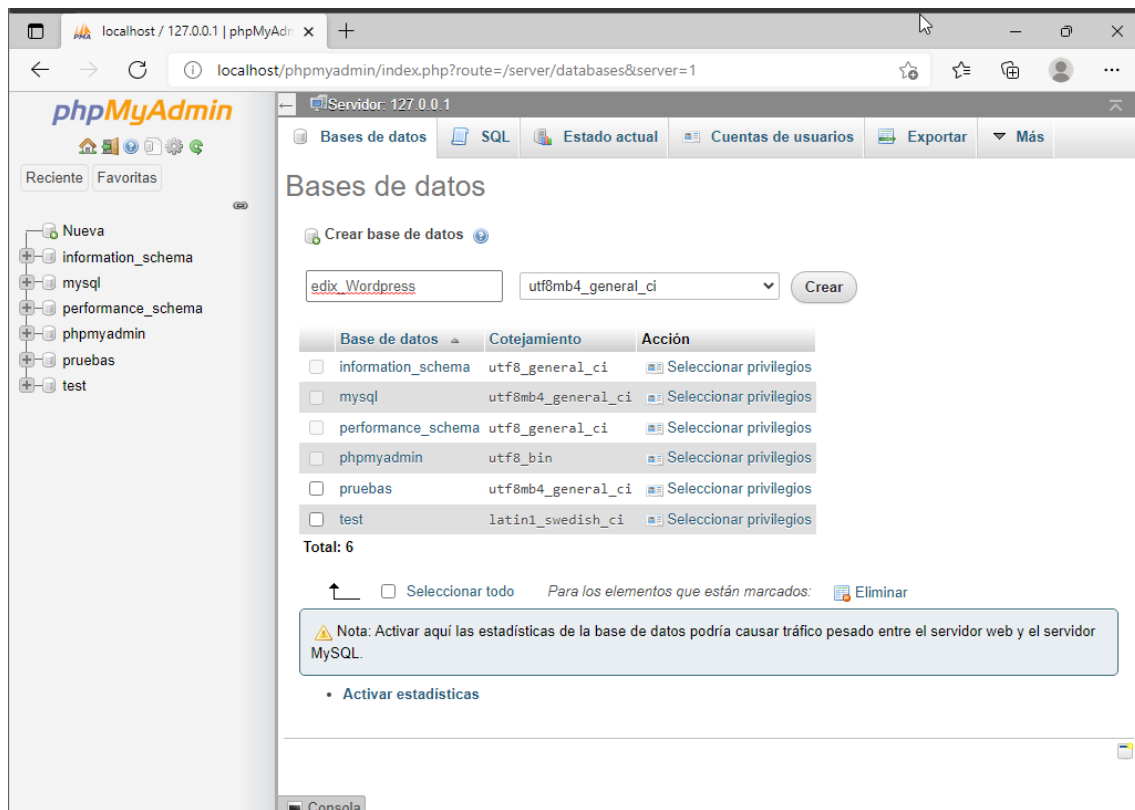 localhost / 127.0.0.1 | phpMyAdn
localhost/phpmyadmin/index.php?route=/server/databases&server=1
phpMyAdmin
Reciente Favoritas
Nueva
information_schema
mysql
performance_schema
phpmyadmin
pruebas
test
Servidor: 127.0.0.1
Bases de datos SQL Estado actual Cuentas de usuarios Exportar Más
Bases de datos
Crear base de datos
edix_Wordpress utf8mb4_general_ci Crear
Base de datos Cotejamiento Acción
information_schema utf8_general_ci Seleccionar privilegios
mysql utf8mb4_general_ci Seleccionar privilegios
performance_schema utf8_general_ci Seleccionar privilegios
phpmyadmin utf8_bin Seleccionar privilegios
pruebas utf8mb4_general_ci Seleccionar privilegios
test latin1_swedish_ci Seleccionar privilegios
Total: 6
Seleccionar todo Para los elementos que están marcados: Eliminar
Nota: Activar aquí las estadísticas de la base de datos podría causar tráfico pesado entre el servidor web y el servidor
MySQL.
• Activar estadísticas
Consola